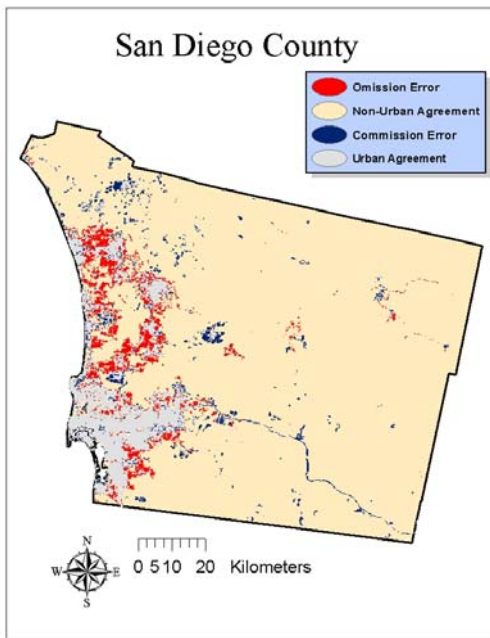 San Diego County
Omission Error
Non-Urban Agreement
Commission Error
Urban Agreement
N
W E
S
0 5 10 20 Kilometers